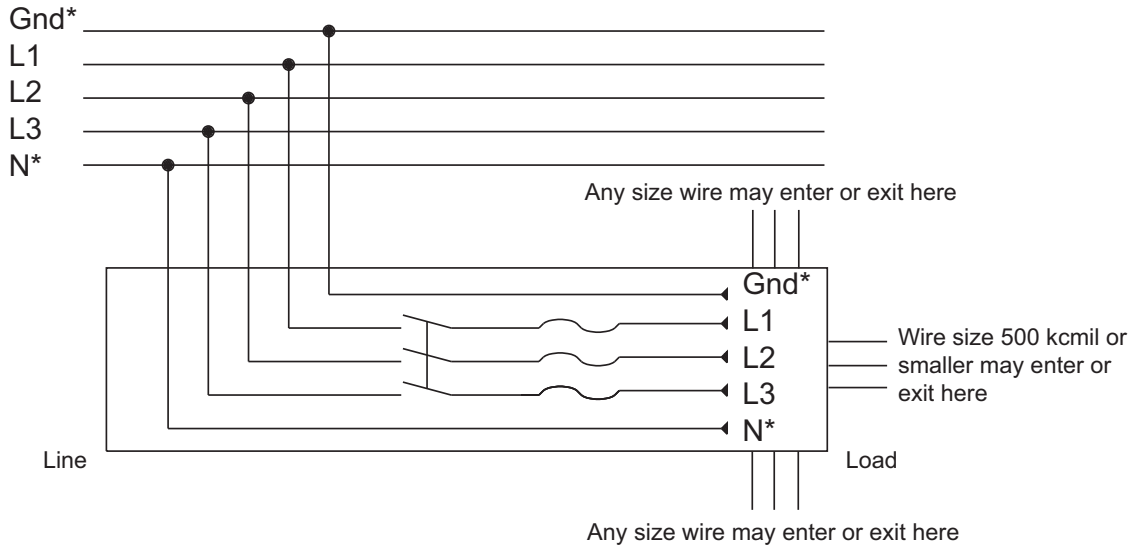 Gnd*
L1
L2
L3
N*
Any size wire may enter or exit here
Gnd*
L1
L2
L3
N*
Wire size 500 kcmil or
smaller may enter or
exit here
Line
Load
Any size wire may enter or exit here